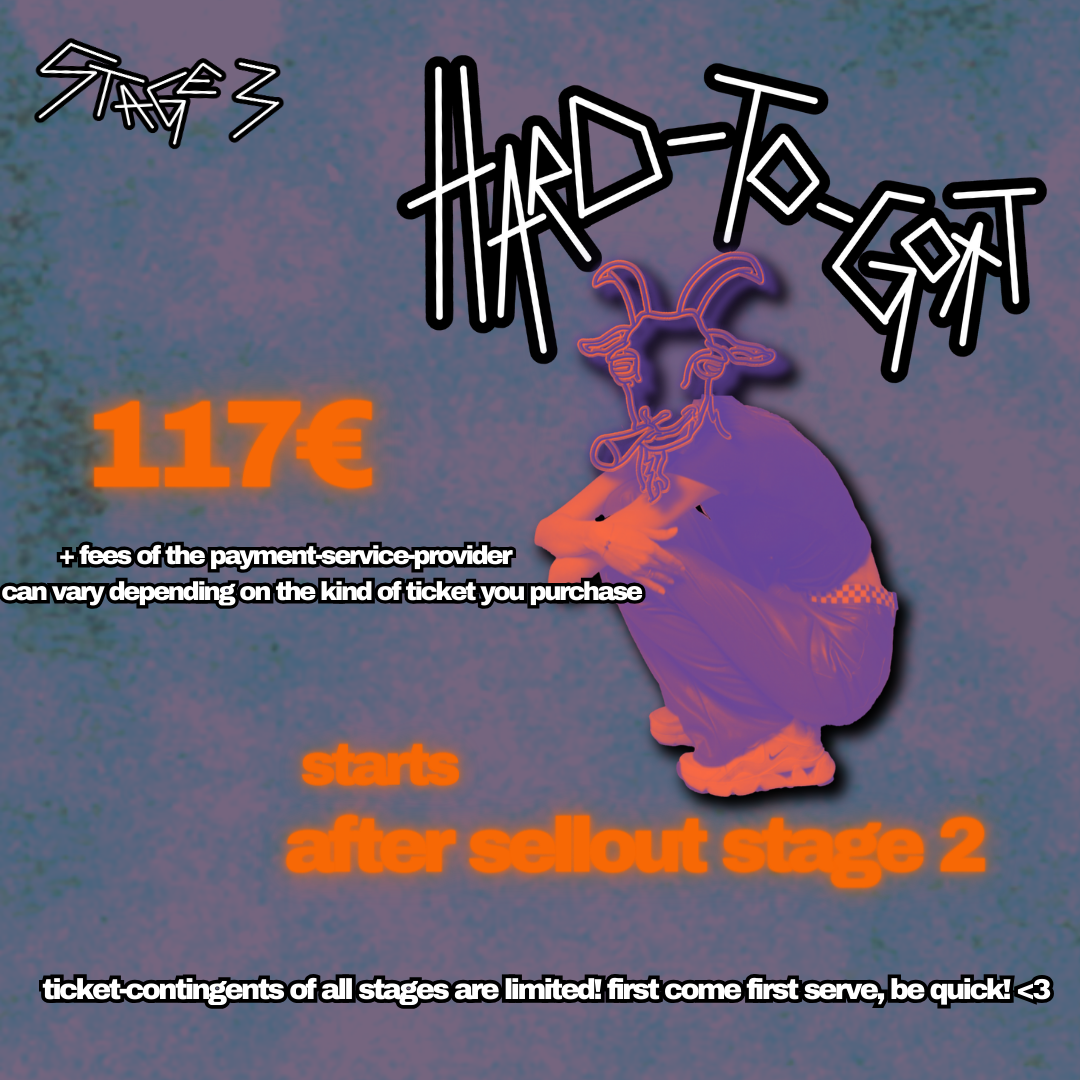 STAGE 3
HARD-TO-GOAT
117€
+ fees of the payment-service-provider
can vary depending on the kind of ticket you purchase
starts
after sellout stage 2
ticket-contingents of all stages are limited! first come first serve, be quick! <3